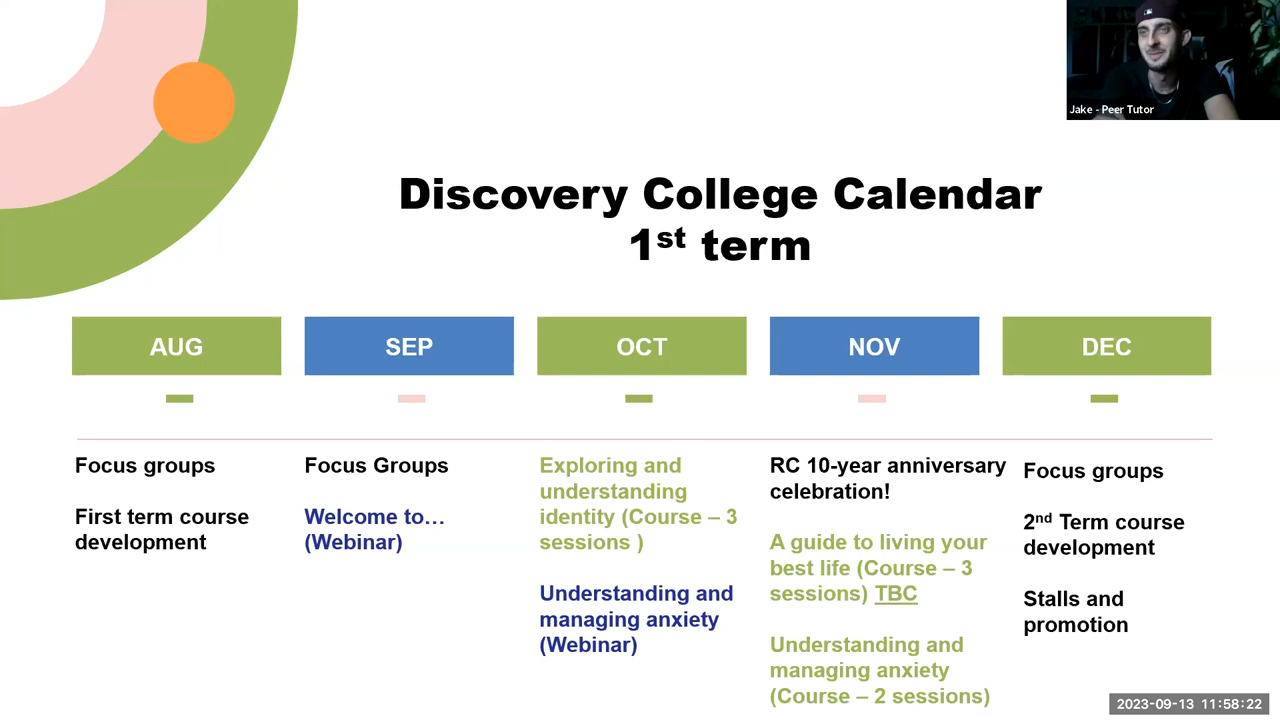 Jake - Peer Tutor
Discovery College Calendar
1st term
AUG
SEP
OCT
NOV
DEC
Focus groups
First term course
development
Focus Groups
Welcome to…
(Webinar)
Exploring and
understanding
identity (Course – 3
sessions )
Understanding and
managing anxiety
(Webinar)
RC 10-year anniversary
celebration!
A guide to living your
best life (Course – 3
sessions) TBC
Understanding and
managing anxiety
(Course – 2 sessions)
Focus groups
2nd Term course
development
Stalls and
promotion
2023-09-13 11:58:22